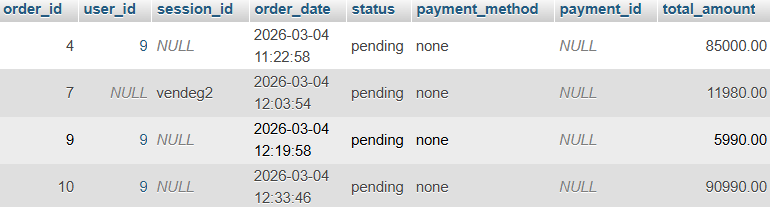 order_id user_id session_id order_date status payment_method payment_id total_amount
4 9 NULL 2026-03-04 11:22:58 pending none NULL 85000.00
7 NULL vendeg2 2026-03-04 12:03:54 pending none NULL 11980.00
9 9 NULL 2026-03-04 12:19:58 pending none NULL 5990.00
10 9 NULL 2026-03-04 12:33:46 pending none NULL 90990.00